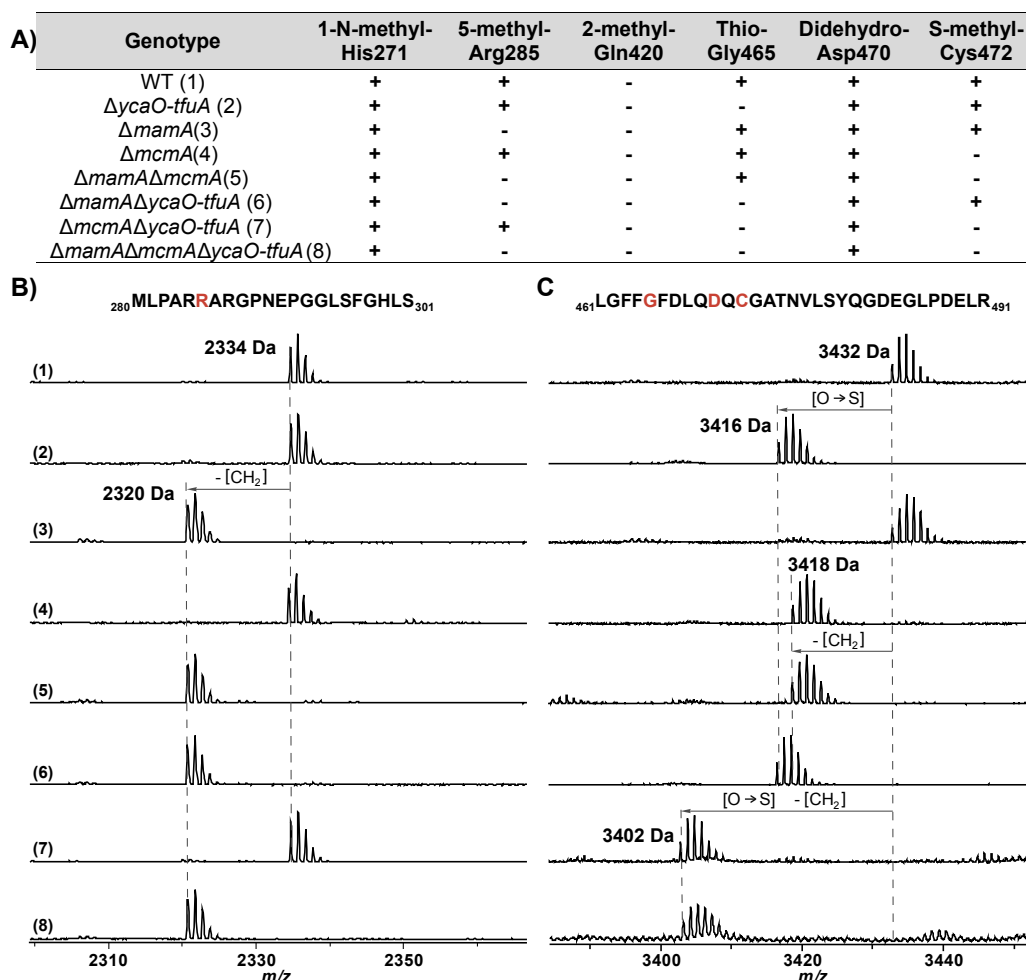 A)
Genotype 1-N-methyl-His271 5-methyl-Arg285 2-methyl-Gln420 Thio-Gly465 Didehydro-Asp470 S-methyl-Cys472
WT (1) + + - + + +
ΔycaO-tfuA (2) + + - - + +
ΔmamA(3) + - - + + +
ΔmcmA(4) + + - + + -
ΔmamAΔmcmA(5) + - - + + -
ΔmamAΔycaO-tfuA (6) + - - - + +
ΔmcmAΔycaO-tfuA (7) + + - - + -
ΔmamAΔmcmAΔycaO-tfuA(8) + - - - + -
B)
280MLPARRARGPNEPGGLSFGHLS301
(1)
2334 Da
(2)
- [CH2]
2320 Da
(3)
(4)
(5)
(6)
(7)
(8)
2310 2330 2350
m/z
C
461LGFFGFDLQDQCGATNVLSYQGDEGLPDELR491
3432 Da
[O → S]
3416 Da
3418 Da
- [CH2]
[O → S] - [CH2]
3402 Da
3400 3420 3440
m/z